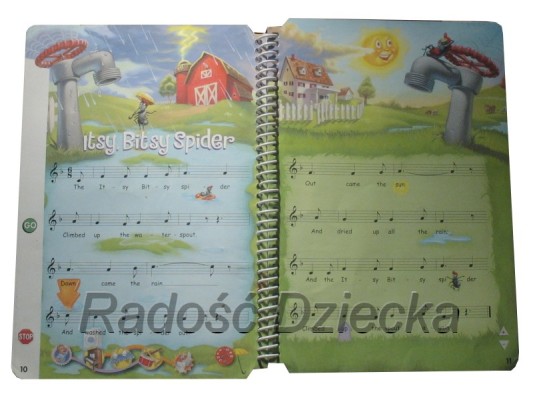 Itsy, Bitsy Spider
The It - sy Bit - sy spi - der
Climbed up the wa - ter spout.
Down came the rain
And washed the
GO
STOP
10
Out came the sun
And dried up all the rain,
And the It sy Bit sy spi der
11
Radość Dziecka